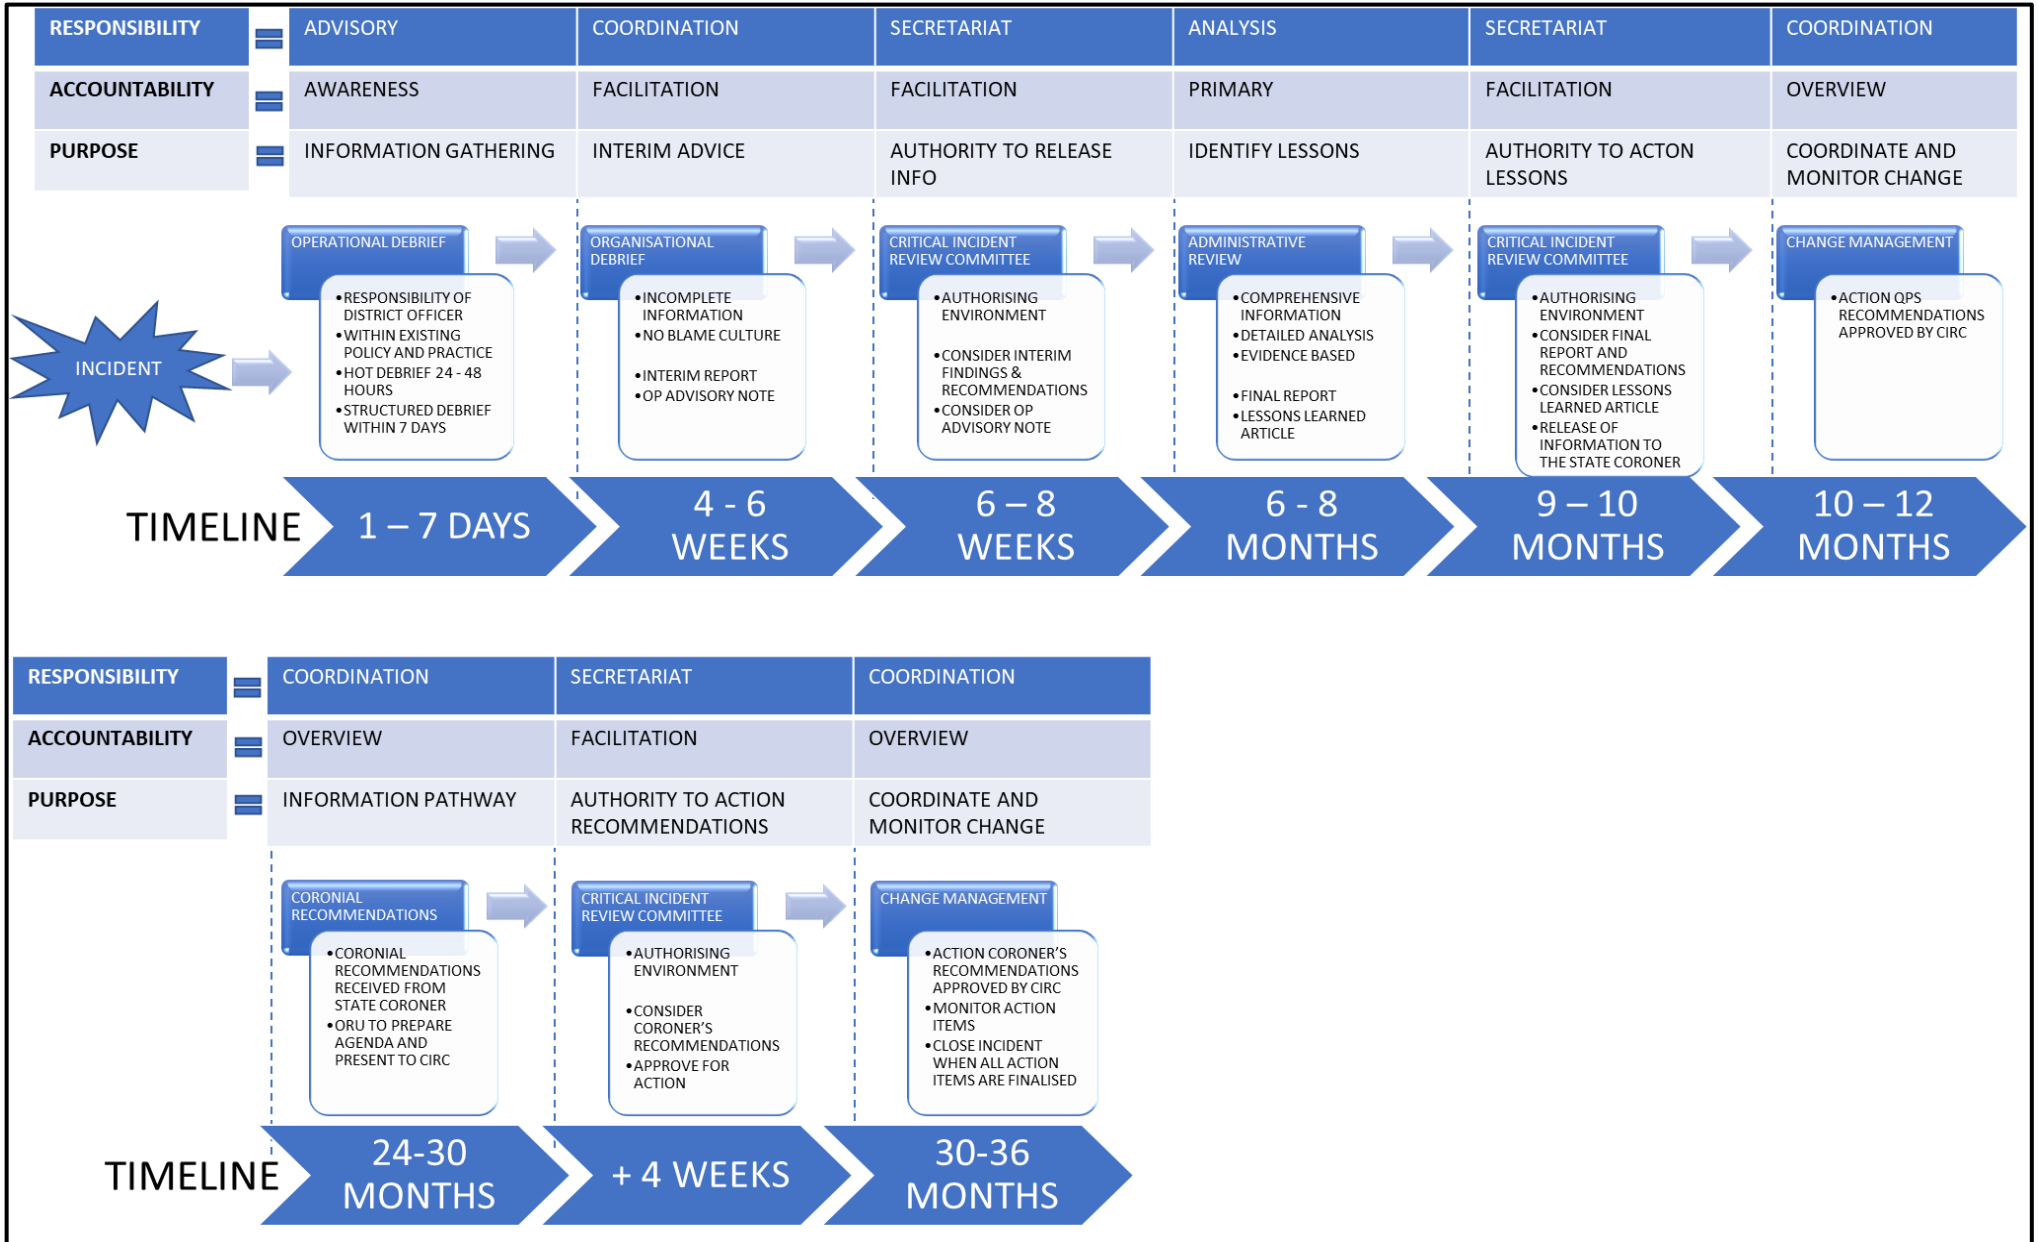 RESPONSIBILITY
ADVISORY
COORDINATION
SECRETARIAT
ANALYSIS
SECRETARIAT
COORDINATION
ACCOUNTABILITY
AWARENESS
FACILITATION
FACILITATION
PRIMARY
FACILITATION
OVERVIEW
PURPOSE
INFORMATION GATHERING
INTERIM ADVICE
AUTHORITY TO RELEASE
INFO
IDENTIFY LESSONS
AUTHORITY TO ACTON
LESSONS
COORDINATE AND
MONITOR CHANGE
INCIDENT
OPERATIONAL DEBRIEF
•RESPONSIBILITY OF
DISTRICT OFFICER
•WITHIN EXISTING
POLICY AND PRACTICE
•HOT DEBRIEF 24 - 48
HOURS
•STRUCTURED DEBRIEF
WITHIN 7 DAYS
ORGANISATIONAL
DEBRIEF
•INCOMPLETE
INFORMATION
•NO BLAME CULTURE
•INTERIM REPORT
•OP ADVISORY NOTE
CRITICAL INCIDENT
REVIEW COMMITTEE
•AUTHORISING
ENVIRONMENT
•CONSIDER INTERIM
FINDINGS &
RECOMMENDATIONS
•CONSIDER OP
ADVISORY NOTE
ADMINISTRATIVE
REVIEW
•COMPREHENSIVE
INFORMATION
•DETAILED ANALYSIS
•EVIDENCE BASED
•FINAL REPORT
•LESSONS LEARNED
ARTICLE
CRITICAL INCIDENT
REVIEW COMMITTEE
•AUTHORISING
ENVIRONMENT
•CONSIDER FINAL
REPORT AND
RECOMMENDATIONS
•CONSIDER LESSONS
LEARNED ARTICLE
•RELEASE OF
INFORMATION TO
THE STATE CORONER
CHANGE MANAGEMENT
•ACTION QPS
RECOMMENDATIONS
APPROVED BY CIRC
TIMELINE
1 – 7 DAYS
4 - 6
WEEKS
6 – 8
WEEKS
6 - 8
MONTHS
9 – 10
MONTHS
10 – 12
MONTHS
RESPONSIBILITY
COORDINATION
SECRETARIAT
COORDINATION
ACCOUNTABILITY
OVERVIEW
FACILITATION
OVERVIEW
PURPOSE
INFORMATION PATHWAY
AUTHORITY TO ACTION
RECOMMENDATIONS
COORDINATE AND
MONITOR CHANGE
CORONIAL
RECOMMENDATIONS
•CORONIAL
RECOMMENDATIONS
RECEIVED FROM
STATE CORONER
•ORU TO PREPARE
AGENDA AND
PRESENT TO CIRC
CRITICAL INCIDENT
REVIEW COMMITTEE
•AUTHORISING
ENVIRONMENT
•CONSIDER
CORONER'S
RECOMMENDATIONS
•APPROVE FOR
ACTION
CHANGE MANAGEMENT
•ACTION CORONER'S
RECOMMENDATIONS
APPROVED BY CIRC
•MONITOR ACTION
ITEMS
•CLOSE INCIDENT
WHEN ALL ACTION
ITEMS ARE FINALISED
TIMELINE
24-30
MONTHS
+ 4 WEEKS
30-36
MONTHS